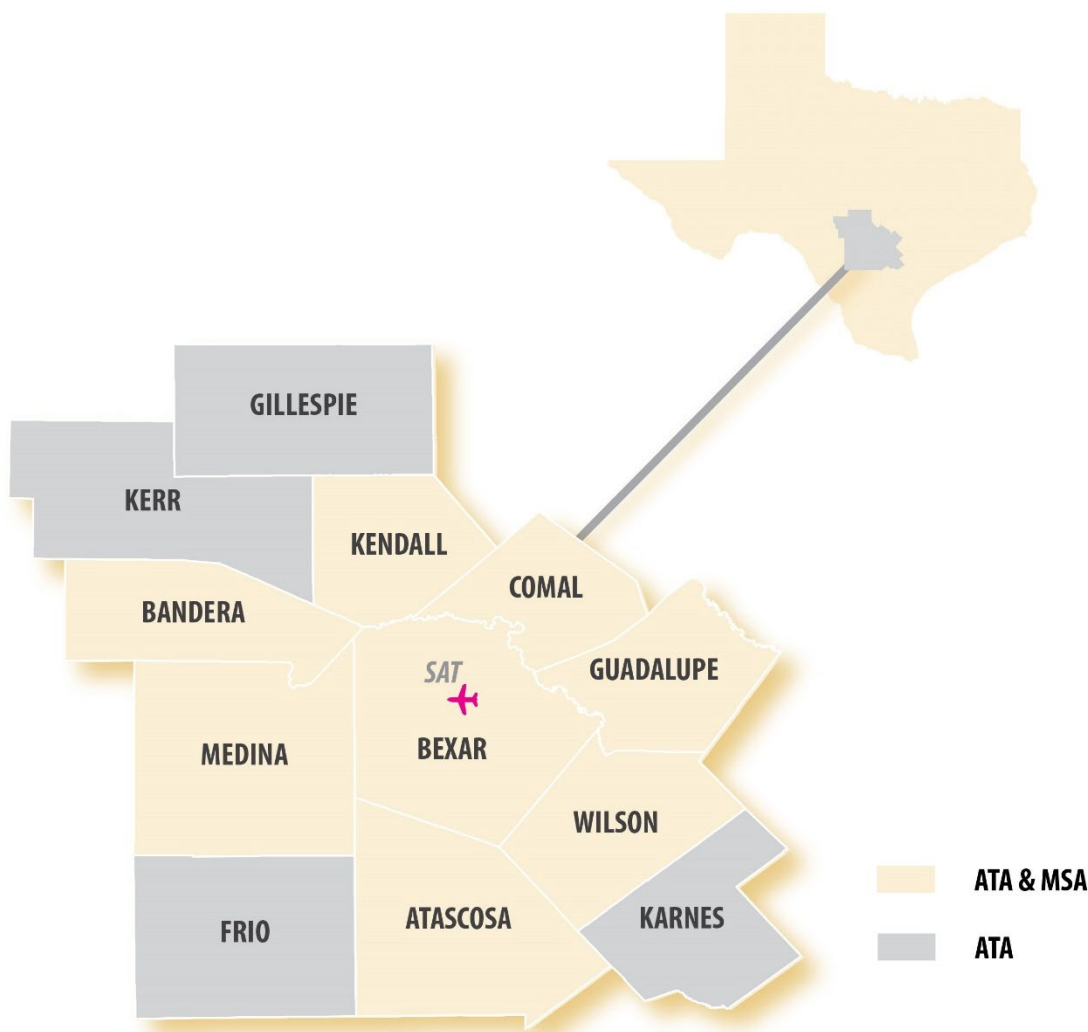 GILLESPIE
KERR
KENDALL
COMAL
BANDERA
GUADALUPE
SAT
MEDINA
BEXAR
WILSON
ATA & MSA
FRIO
ATASCOSA
KARNES
ATA